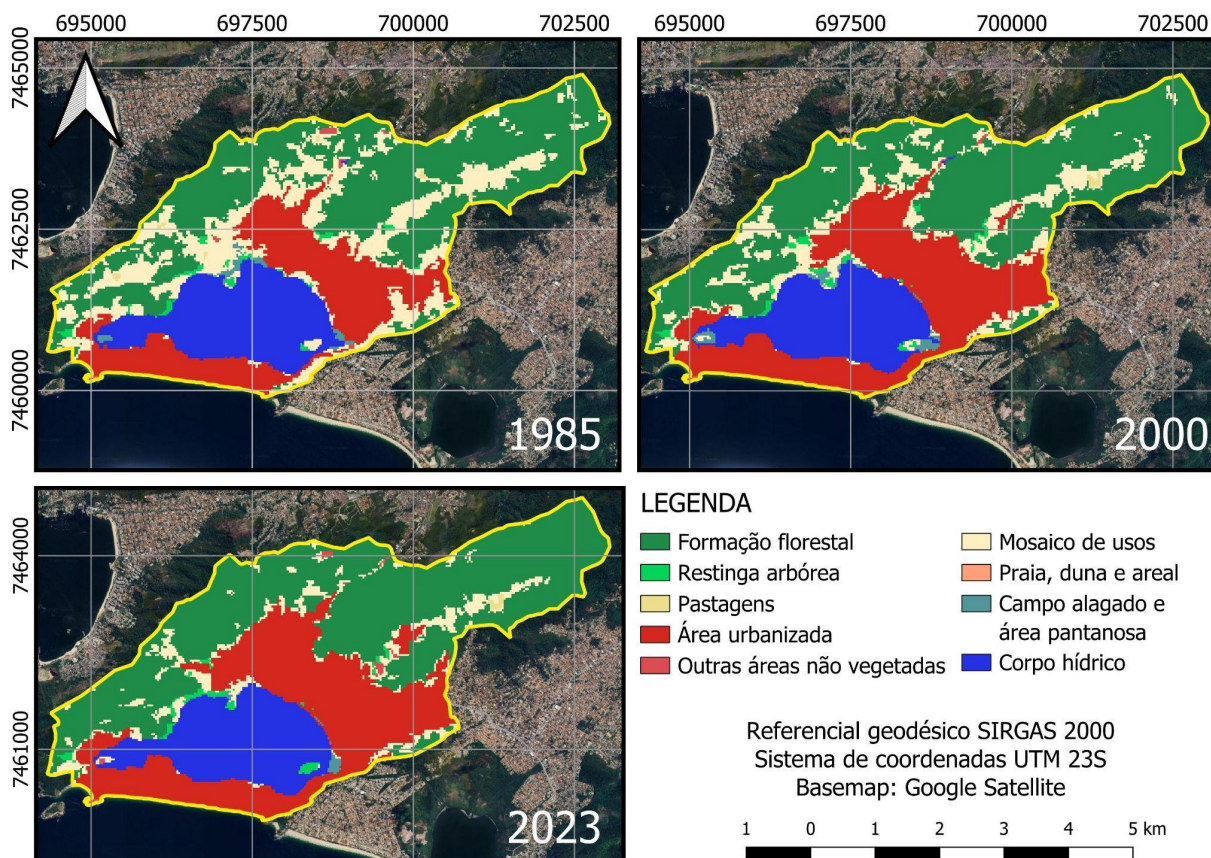 695000 697500 700000 702500
695000 697500 700000 702500
7465000
7462500
7460000
1985
2000
7464000
7461000
2023
LEGENDA
Formação florestal
Restinga arbórea
Pastagens
Área urbanizada
Outras áreas não vegetadas
Mosaico de usos
Praia, duna e areal
Campo alagado e
área pantanosa
Corpo hídrico
Referencial geodésico SIRGAS 2000
Sistema de coordenadas UTM 23S
Basemap: Google Satellite
1 0 1 2 3 4 5 km